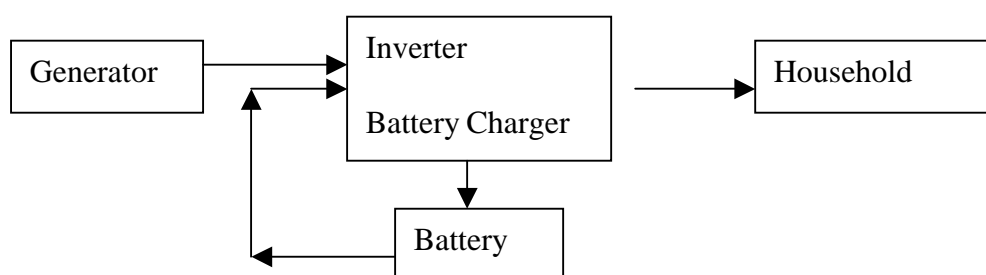 Generator
Inverter
Battery Charger
Household
Battery